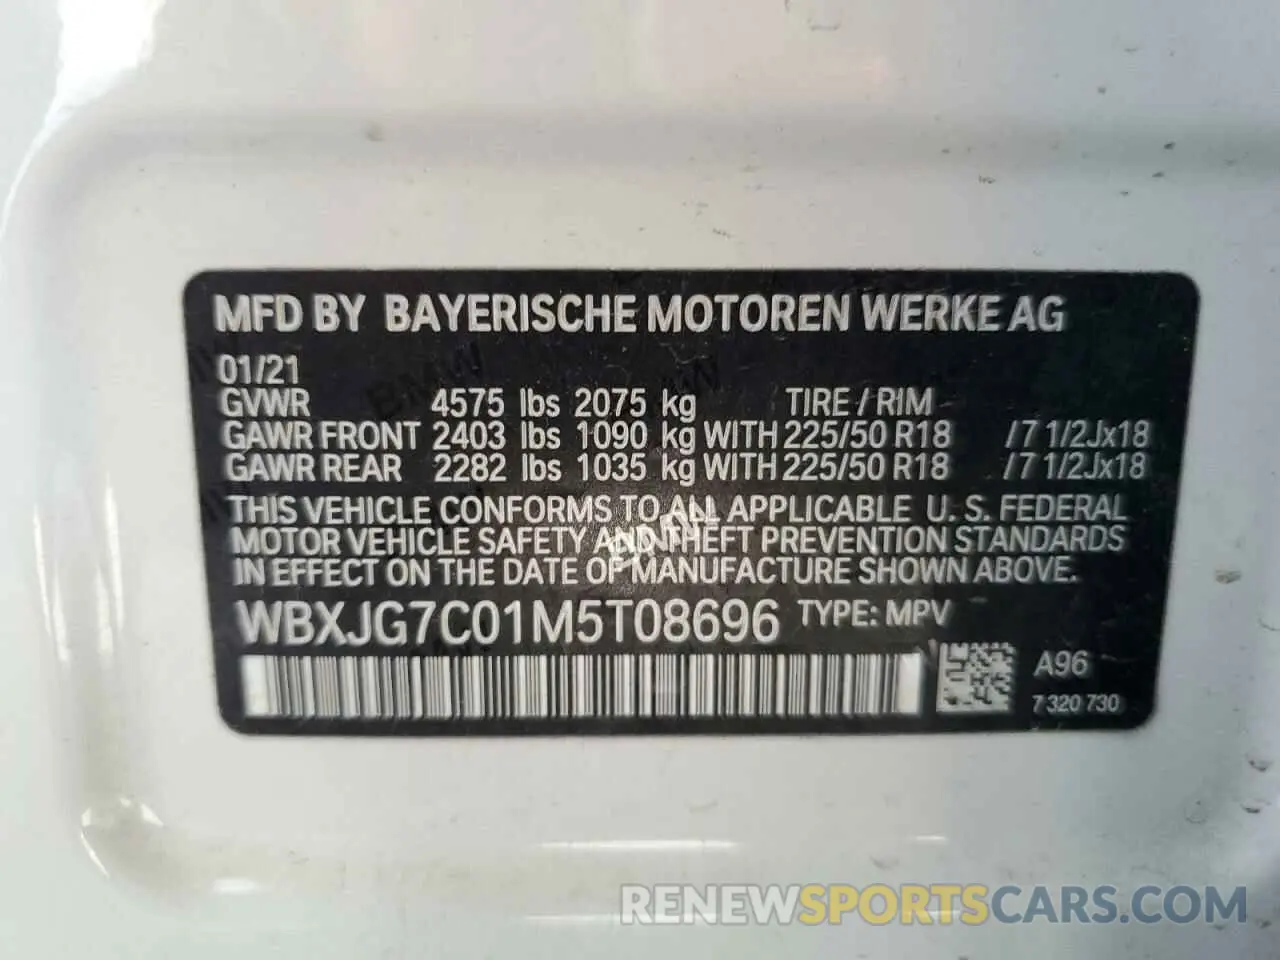 MFD BY BAYERISCHE MOTOREN WERKE AG
01/21
GVWR 4575 lbs 2075 kg TIRE / RIM
GAWR FRONT 2403 lbs 1090 kg WITH 225/50 R18 /7 1/2Jx18
GAWR REAR 2282 lbs 1035 kg WITH 225/50 R18 /7 1/2Jx18
THIS VEHICLE CONFORMS TO ALL APPLICABLE U. S. FEDERAL
MOTOR VEHICLE SAFETY AND THEFT PREVENTION STANDARDS
IN EFFECT ON THE DATE OF MANUFACTURE SHOWN ABOVE.
WBXJG7C01M5T08696 TYPE: MPV
A96
7 320 730
RENEWSPORTSCARS.COM